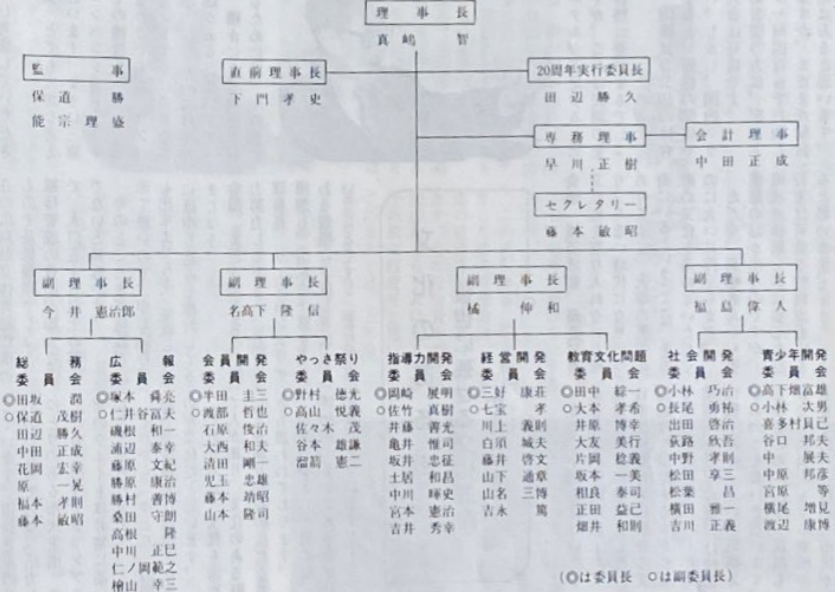 理事長
真嶋 智
監事
保道 勝
能宗理盛
直前理事長
下門孝史
20周年実行委員長
田辺勝久
専務理事
早川正樹
会計理事
中田正成
セクレタリー
藤本敏昭
副理事長
今井憲治郎
副理事長
名高下隆信
副理事長
橘 伸和
副理事長
福島偉人
総務委員会
◎田坂 潤
○保道茂樹
田辺勝久
中田正成
花岡宏幸
原 一晃
福本孝則
藤本敏昭
広報委員会
◎塚本舜亮
○仁井谷富夫
磯根和一
浦辺泰幸
藤原文紀
勝原康治
勝村善博
桑田守朗
高根 隆
中川正巳
仁ノ岡範之
檜山幸三
会員開発委員会
◎半田圭三
○渡部哲也
石原俊治
大西和夫
清田剛一
児玉忠雄
藤本靖昭
山本隆司
やっさ祭り委員会
◎野村徳光
○高山悦義
佐々木茂
谷本雄謙
溜箭憲二
指導力開発委員会
◎岡崎展明
○佐竹真樹
井藤善光
亀井惟司
坂井忠征
土居和昌
中川暉史
宮本憲治
吉井秀幸
経営開発委員会
◎三好康荘
○七宝 孝
川上義則
白須城夫
藤井啓文
山下通章
山名三博
吉永 篤
教育文化問題委員会
◎田中綜一
○大本孝希
井原博幸
大友美行
片岡稔義
坂本一美
相良泰司
正田益己
畑井和則
社会開発委員会
◎小林巧治
○長尾勇祐
出田啓治
荻路欣吾
中野孝則
松田享三
松葉 昌
横田雅一
吉川正義
青少年開発委員会
◎高下畑富雄
○小林次男
喜多村貝己
谷口邦夫
中 展夫
中原邦彦
宮原 等
横尾増見
渡辺康博
(◎は委員長 ○は副委員長)